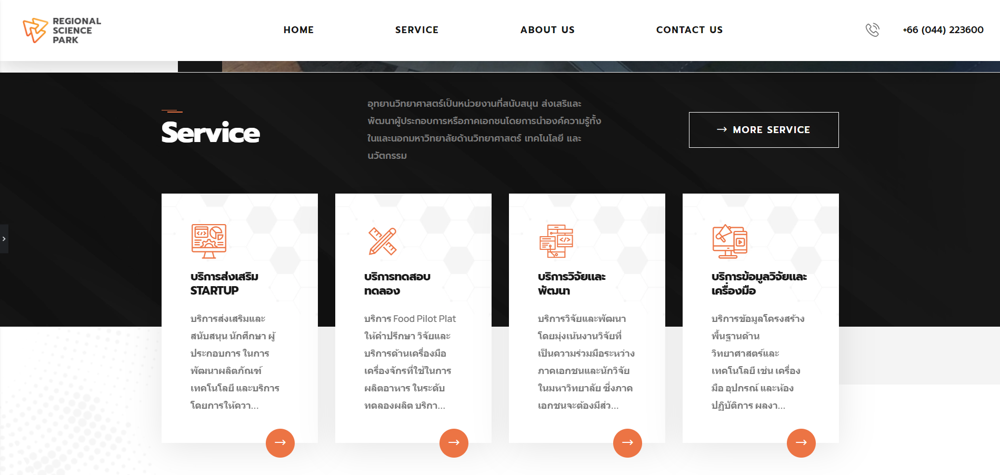 REGIONAL
SCIENCE
PARK
HOME
SERVICE
ABOUT US
CONTACT US
+66 (044) 223600
Service
อุทยานวิทยาศาสตร์เป็นหน่วยงานที่สนับสนุน ส่งเสริและ
พัฒนาผู้ประกอบการหรือภาคเอกชนโดยการนำองค์ความรู้ทั้ง
ในและนอกมหาวิทยาลัยด้านวิทยาศาสตร์ เทคโนโลยี และ
นวัตกรรม
→ MORE SERVICE
บริการส่งเสริม
STARTUP
บริการส่งเสริมและ
สนับสนุน นักศึกษา ผู้
ประกอบการ ในการ
พัฒนาผลิตภัณฑ์
เทคโนโลยี และบริการ
โดยการให้ควา...
บริการทดสอบ
ทดลอง
บริการ Food Pilot Plat
ให้คำปรึกษา วิจัยและ
บริการด้านเครื่องมือ
เครื่องจักรที่ใช้ในการ
ผลิตอาหาร ในระดับ
ทดลองผลิต บริกา...
บริการวิจัยและ
พัฒนา
บริการวิจัยและพัฒนา
โดยมุ่งเน้นงานวิจัยที่
เป็นความร่วมมือระหว่าง
ภาคเอกชนและนักวิจัย
ในมหาวิทยาลัย ซึ่งภาค
เอกชนจะต้องมีส่ว...
บริการข้อมูลวิจัยและ
เครื่องมือ
บริการข้อมูลโครงสร้าง
พื้นฐานด้าน
วิทยาศาสตร์และ
เทคโนโลยี เช่น เครื่อง
มือ อุปกรณ์ และห้อง
ปฏิบัติการ ผลงา...